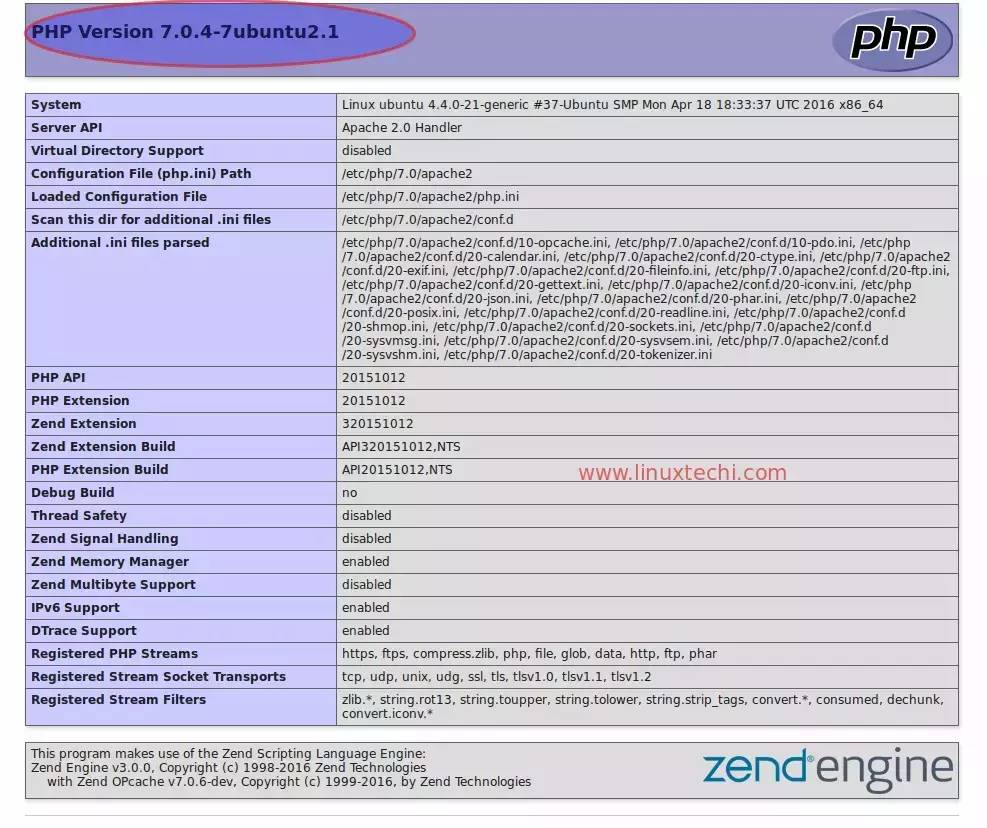 PHP Version 7.0.4-7ubuntu2.1
php
System Linux ubuntu 4.4.0-21-generic #37-Ubuntu SMP Mon Apr 18 18:33:37 UTC 2016 x86_64
Server API Apache 2.0 Handler
Virtual Directory Support disabled
Configuration File (php.ini) Path /etc/php/7.0/apache2
Loaded Configuration File /etc/php/7.0/apache2/php.ini
Scan this dir for additional .ini files /etc/php/7.0/apache2/conf.d
Additional .ini files parsed /etc/php/7.0/apache2/conf.d/10-opcache.ini, /etc/php/7.0/apache2/conf.d/10-pdo.ini, /etc/php
/7.0/apache2/conf.d/20-calendar.ini, /etc/php/7.0/apache2/conf.d/20-ctype.ini, /etc/php/7.0/apache2
/conf.d/20-exif.ini, /etc/php/7.0/apache2/conf.d/20-fileinfo.ini, /etc/php/7.0/apache2/conf.d/20-ftp.ini,
/etc/php/7.0/apache2/conf.d/20-gettext.ini, /etc/php/7.0/apache2/conf.d/20-iconv.ini, /etc/php
/7.0/apache2/conf.d/20-json.ini, /etc/php/7.0/apache2/conf.d/20-phar.ini, /etc/php/7.0/apache2
/conf.d/20-posix.ini, /etc/php/7.0/apache2/conf.d/20-readline.ini, /etc/php/7.0/apache2/conf.d
/20-shmop.ini, /etc/php/7.0/apache2/conf.d/20-sockets.ini, /etc/php/7.0/apache2/conf.d
/20-sysvmsg.ini, /etc/php/7.0/apache2/conf.d/20-sysvsem.ini, /etc/php/7.0/apache2/conf.d
/20-sysvshm.ini, /etc/php/7.0/apache2/conf.d/20-tokenizer.ini
PHP API 20151012
PHP Extension 20151012
Zend Extension 320151012
Zend Extension Build API320151012,NTS
PHP Extension Build API20151012,NTS
www.linuxtechi.com
Debug Build no
Thread Safety disabled
Zend Signal Handling disabled
Zend Memory Manager enabled
Zend Multibyte Support disabled
IPv6 Support enabled
DTrace Support enabled
Registered PHP Streams https, ftps, compress.zlib, php, file, glob, data, http, ftp, phar
Registered Stream Socket Transports tcp, udp, unix, udg, ssl, tls, tlsv1.0, tlsv1.1, tlsv1.2
Registered Stream Filters zlib.*, string.rot13, string.toupper, string.tolower, string.strip_tags, convert.*, consumed, dechunk,
convert.iconv.*
This program makes use of the Zend Scripting Language Engine:
Zend Engine v3.0.0, Copyright (c) 1998-2016 Zend Technologies
with Zend OPcache v7.0.6-dev, Copyright (c) 1999-2016, by Zend Technologies
zend® engine